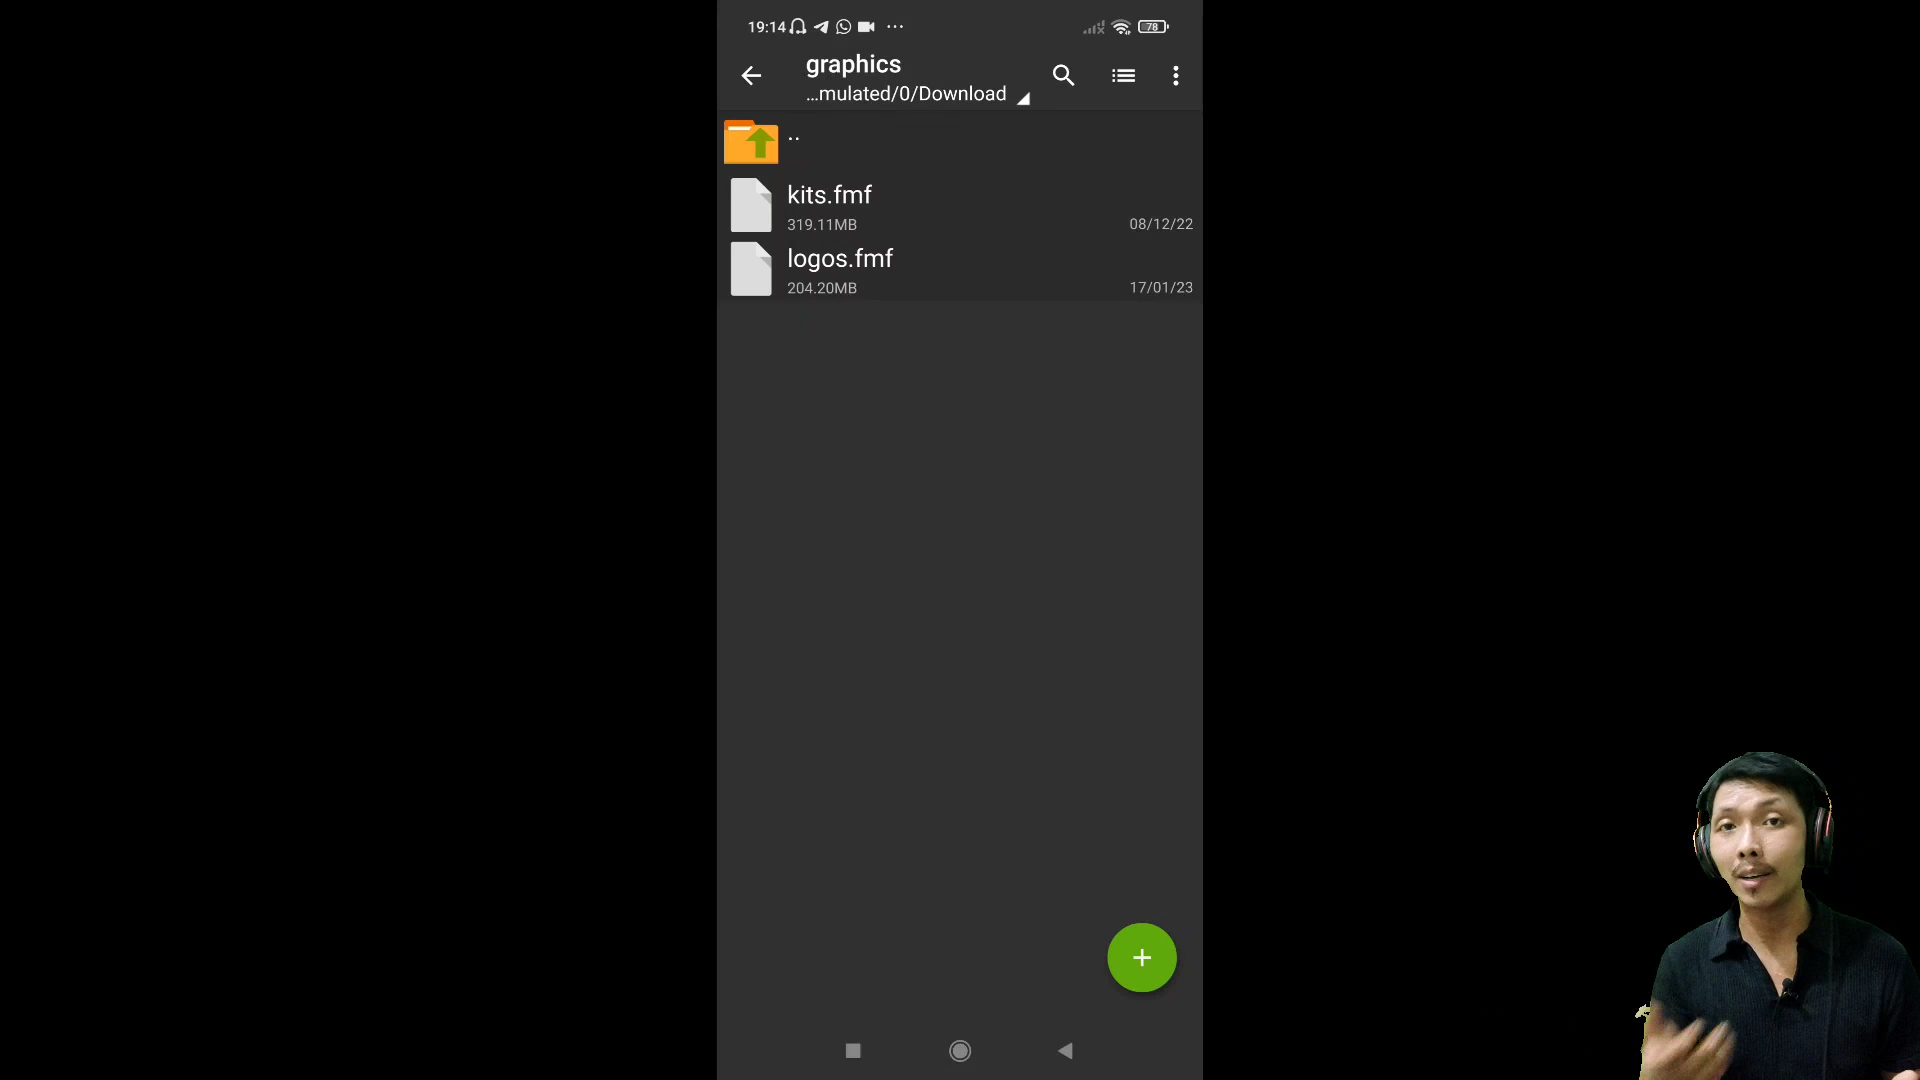 19:14 ... 78
graphics
...mulated/0/Download
..
kits.fmf
319.11MB 08/12/22
logos.fmf
204.20MB 17/01/23
+